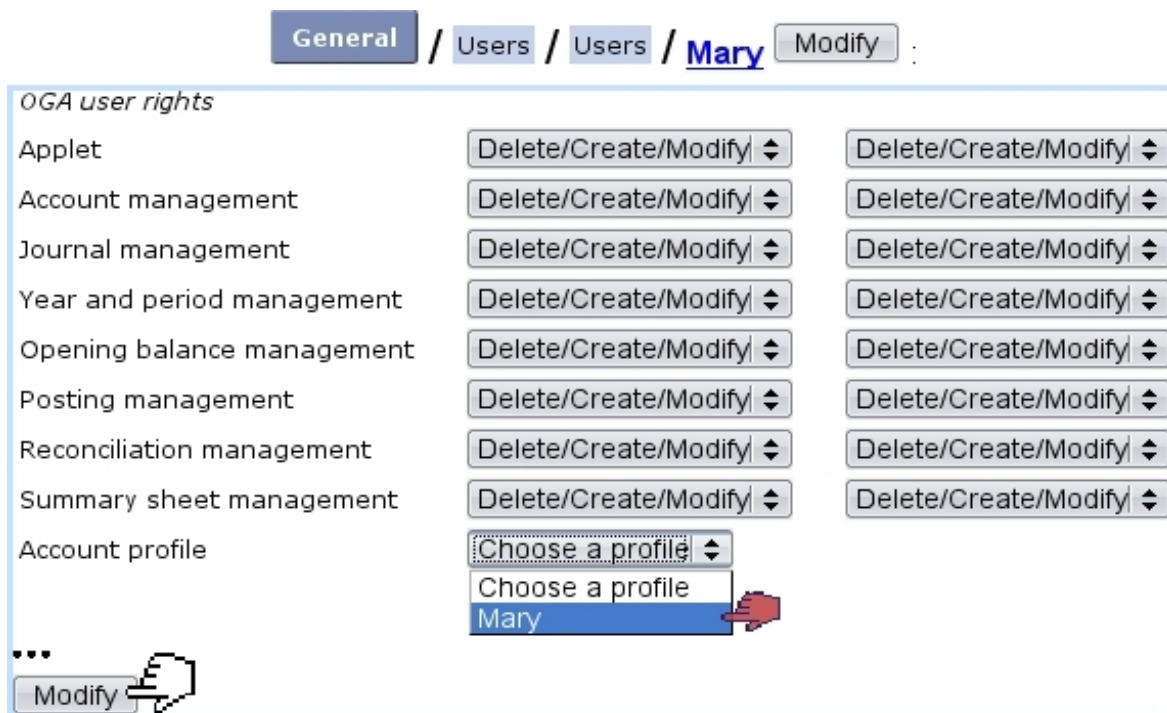 General / Users / Users / Mary Modify :
OGA user rights
Applet Delete/Create/Modify Delete/Create/Modify
Account management Delete/Create/Modify Delete/Create/Modify
Journal management Delete/Create/Modify Delete/Create/Modify
Year and period management Delete/Create/Modify Delete/Create/Modify
Opening balance management Delete/Create/Modify Delete/Create/Modify
Posting management Delete/Create/Modify Delete/Create/Modify
Reconciliation management Delete/Create/Modify Delete/Create/Modify
Summary sheet management Delete/Create/Modify Delete/Create/Modify
Account profile Choose a profile
Choose a profile
Mary
...
Modify